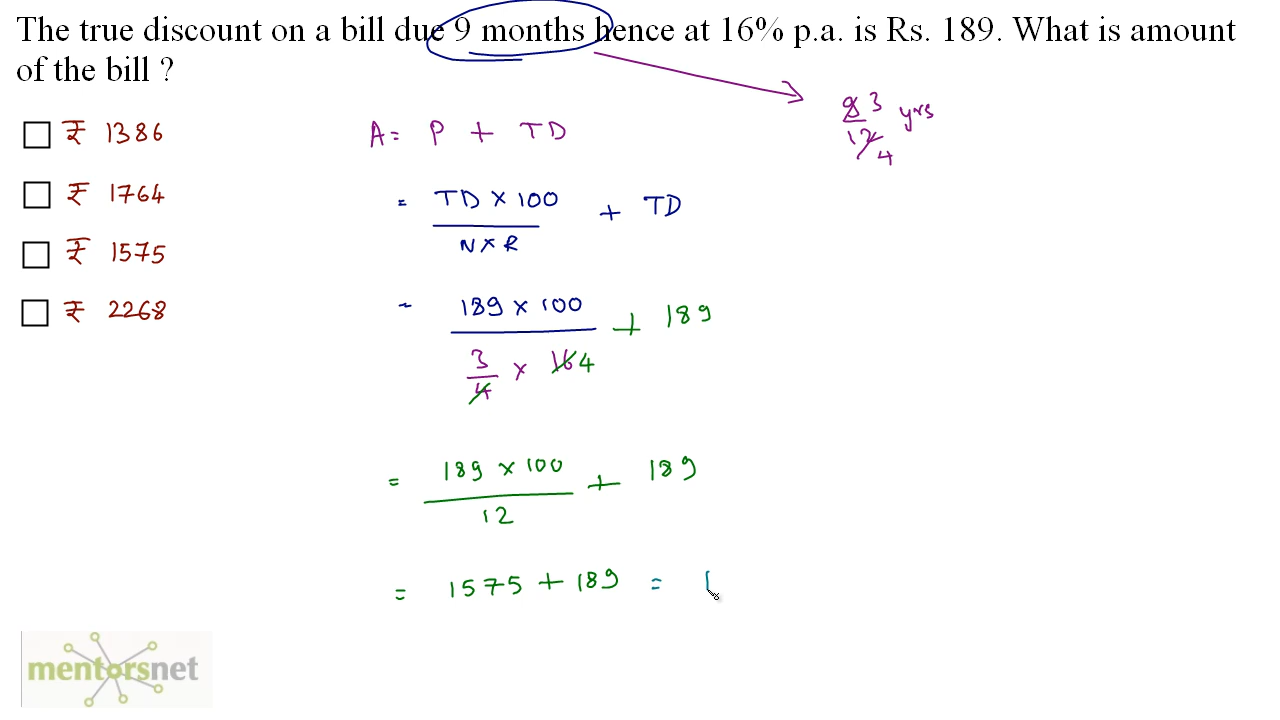 The true discount on a bill due 9 months hence at 16% p.a. is Rs. 189. What is amount
of the bill ?
₹ 1386
₹ 1764
₹ 1575
₹ 2268
A = P + TD
9 3
12 4
yrs
= TD × 100
N × R
+ TD
= 189 × 100
3
4
× 16 4
+ 189
= 189 × 100
12
+ 189
= 1575 + 189 =
mentorsnet